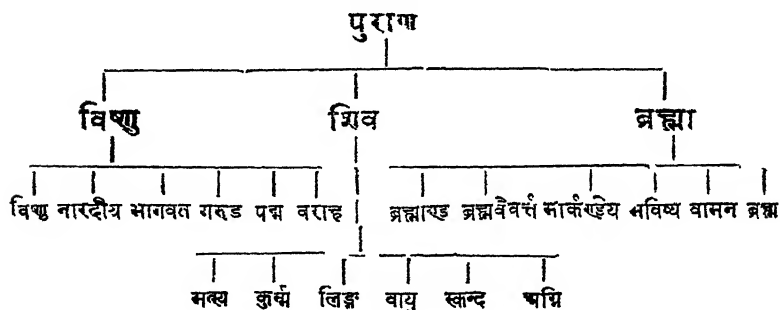 पुराण
विष्णु शिव ब्रह्मा
विष्णु नारदीय भागवत गरुड पद्म वराह ब्रह्माण्ड ब्रह्मवैवर्त्त मार्कण्डेय भविष्य वामन ब्रह्म
मत्स्य कुर्म्म लिङ्ग वायु स्कन्द अग्नि